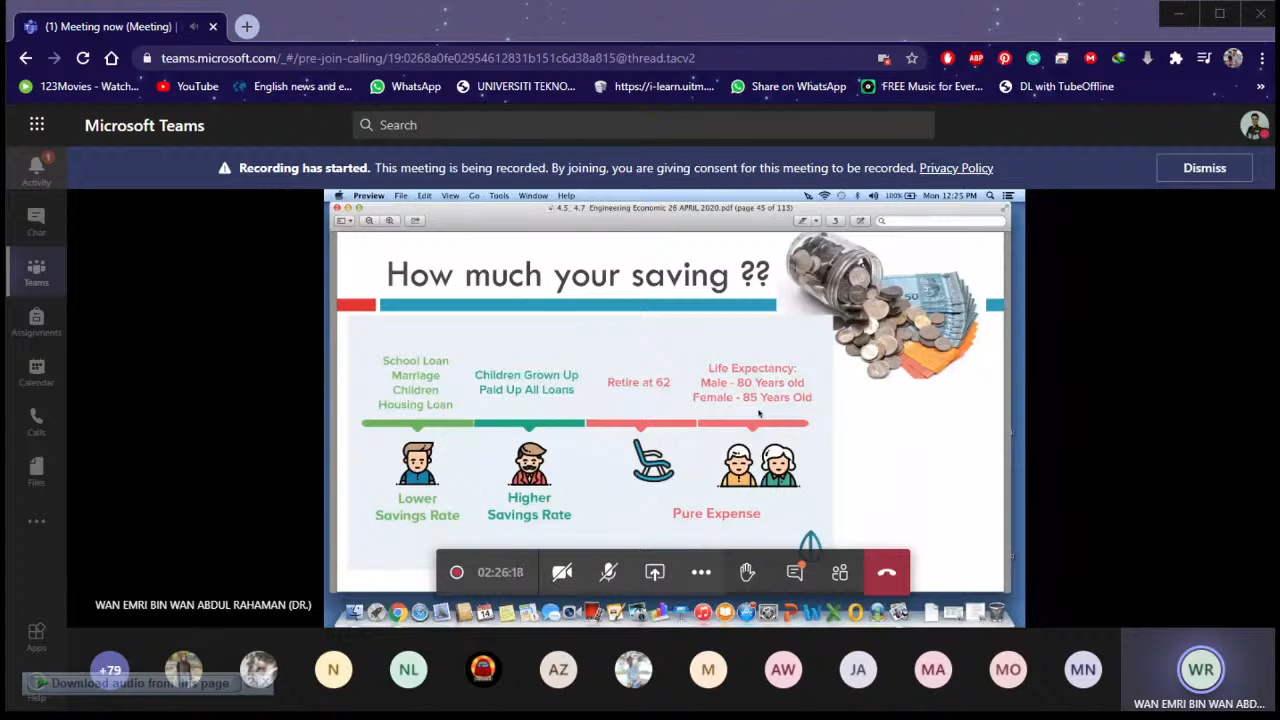 (1) Meeting now (Meeting) |
teams.microsoft.com/_#/pre-join-calling/19:0268a0fe02954612831b151c6d38a815@thread.tacv2
ABP
123Movies - Watch...
YouTube
English news and e...
WhatsApp
UNIVERSITI TEKNO...
https://i-learn.uitm....
Share on WhatsApp
FREE Music for Ever...
DL with TubeOffline
»
Microsoft Teams
Search
1
Activity
Chat
Teams
Assignments
Calendar
Calls
Files
Apps
Help
Recording has started. This meeting is being recorded. By joining, you are giving consent for this meeting to be recorded. Privacy Policy
Dismiss
Preview File Edit View Go Tools Window Help
100% Mon 12:25 PM
4.5_ 4.7 Engineering Economic 26 APRIL 2020.pdf (page 45 of 113)
How much your saving ??
50
School Loan
Marriage
Children
Housing Loan
Children Grown Up
Paid Up All Loans
Retire at 62
Life Expectancy:
Male - 80 Years old
Female - 85 Years Old
Lower
Savings Rate
Higher
Savings Rate
Pure Expense
02:26:18
WAN EMRI BIN WAN ABDUL RAHAMAN (DR.)
+79
N
NL
AZ
M
AW
JA
MA
MO
MN
WR
WAN EMRI BIN WAN ABD...
Download audio from this page